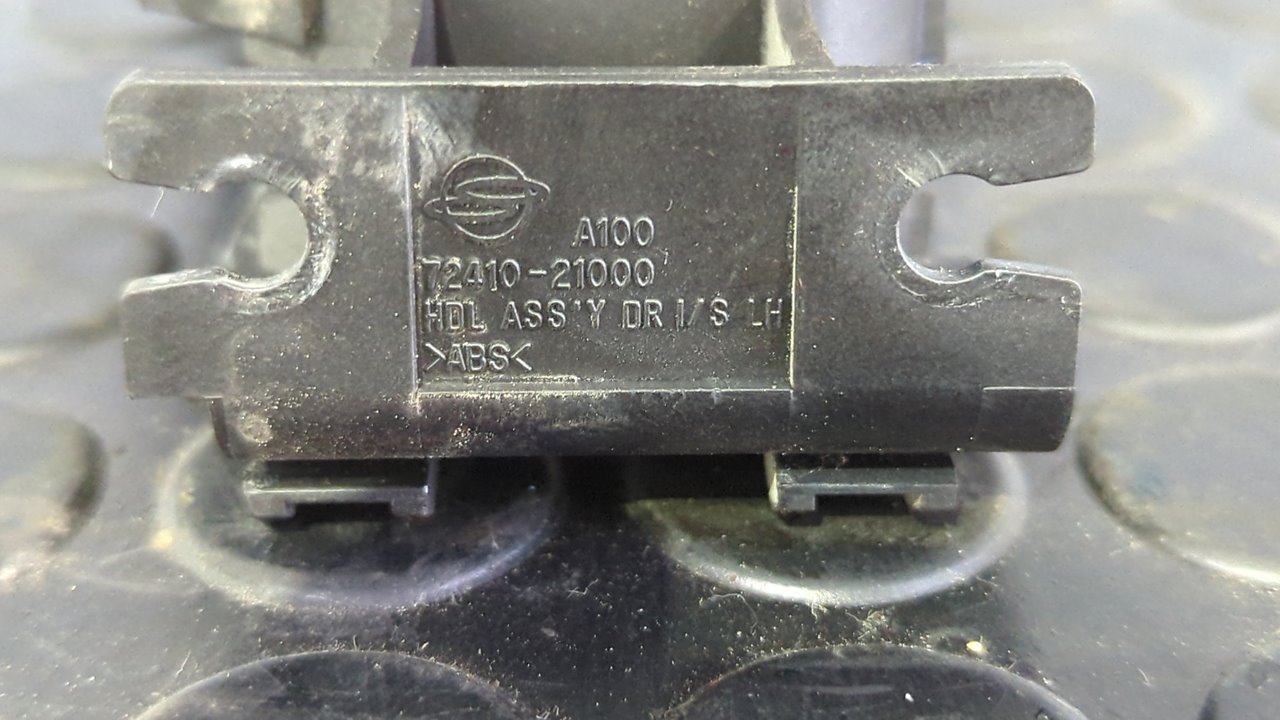 A100
72410-21000
HDL ASS'Y DR I/S LH
>ABS<